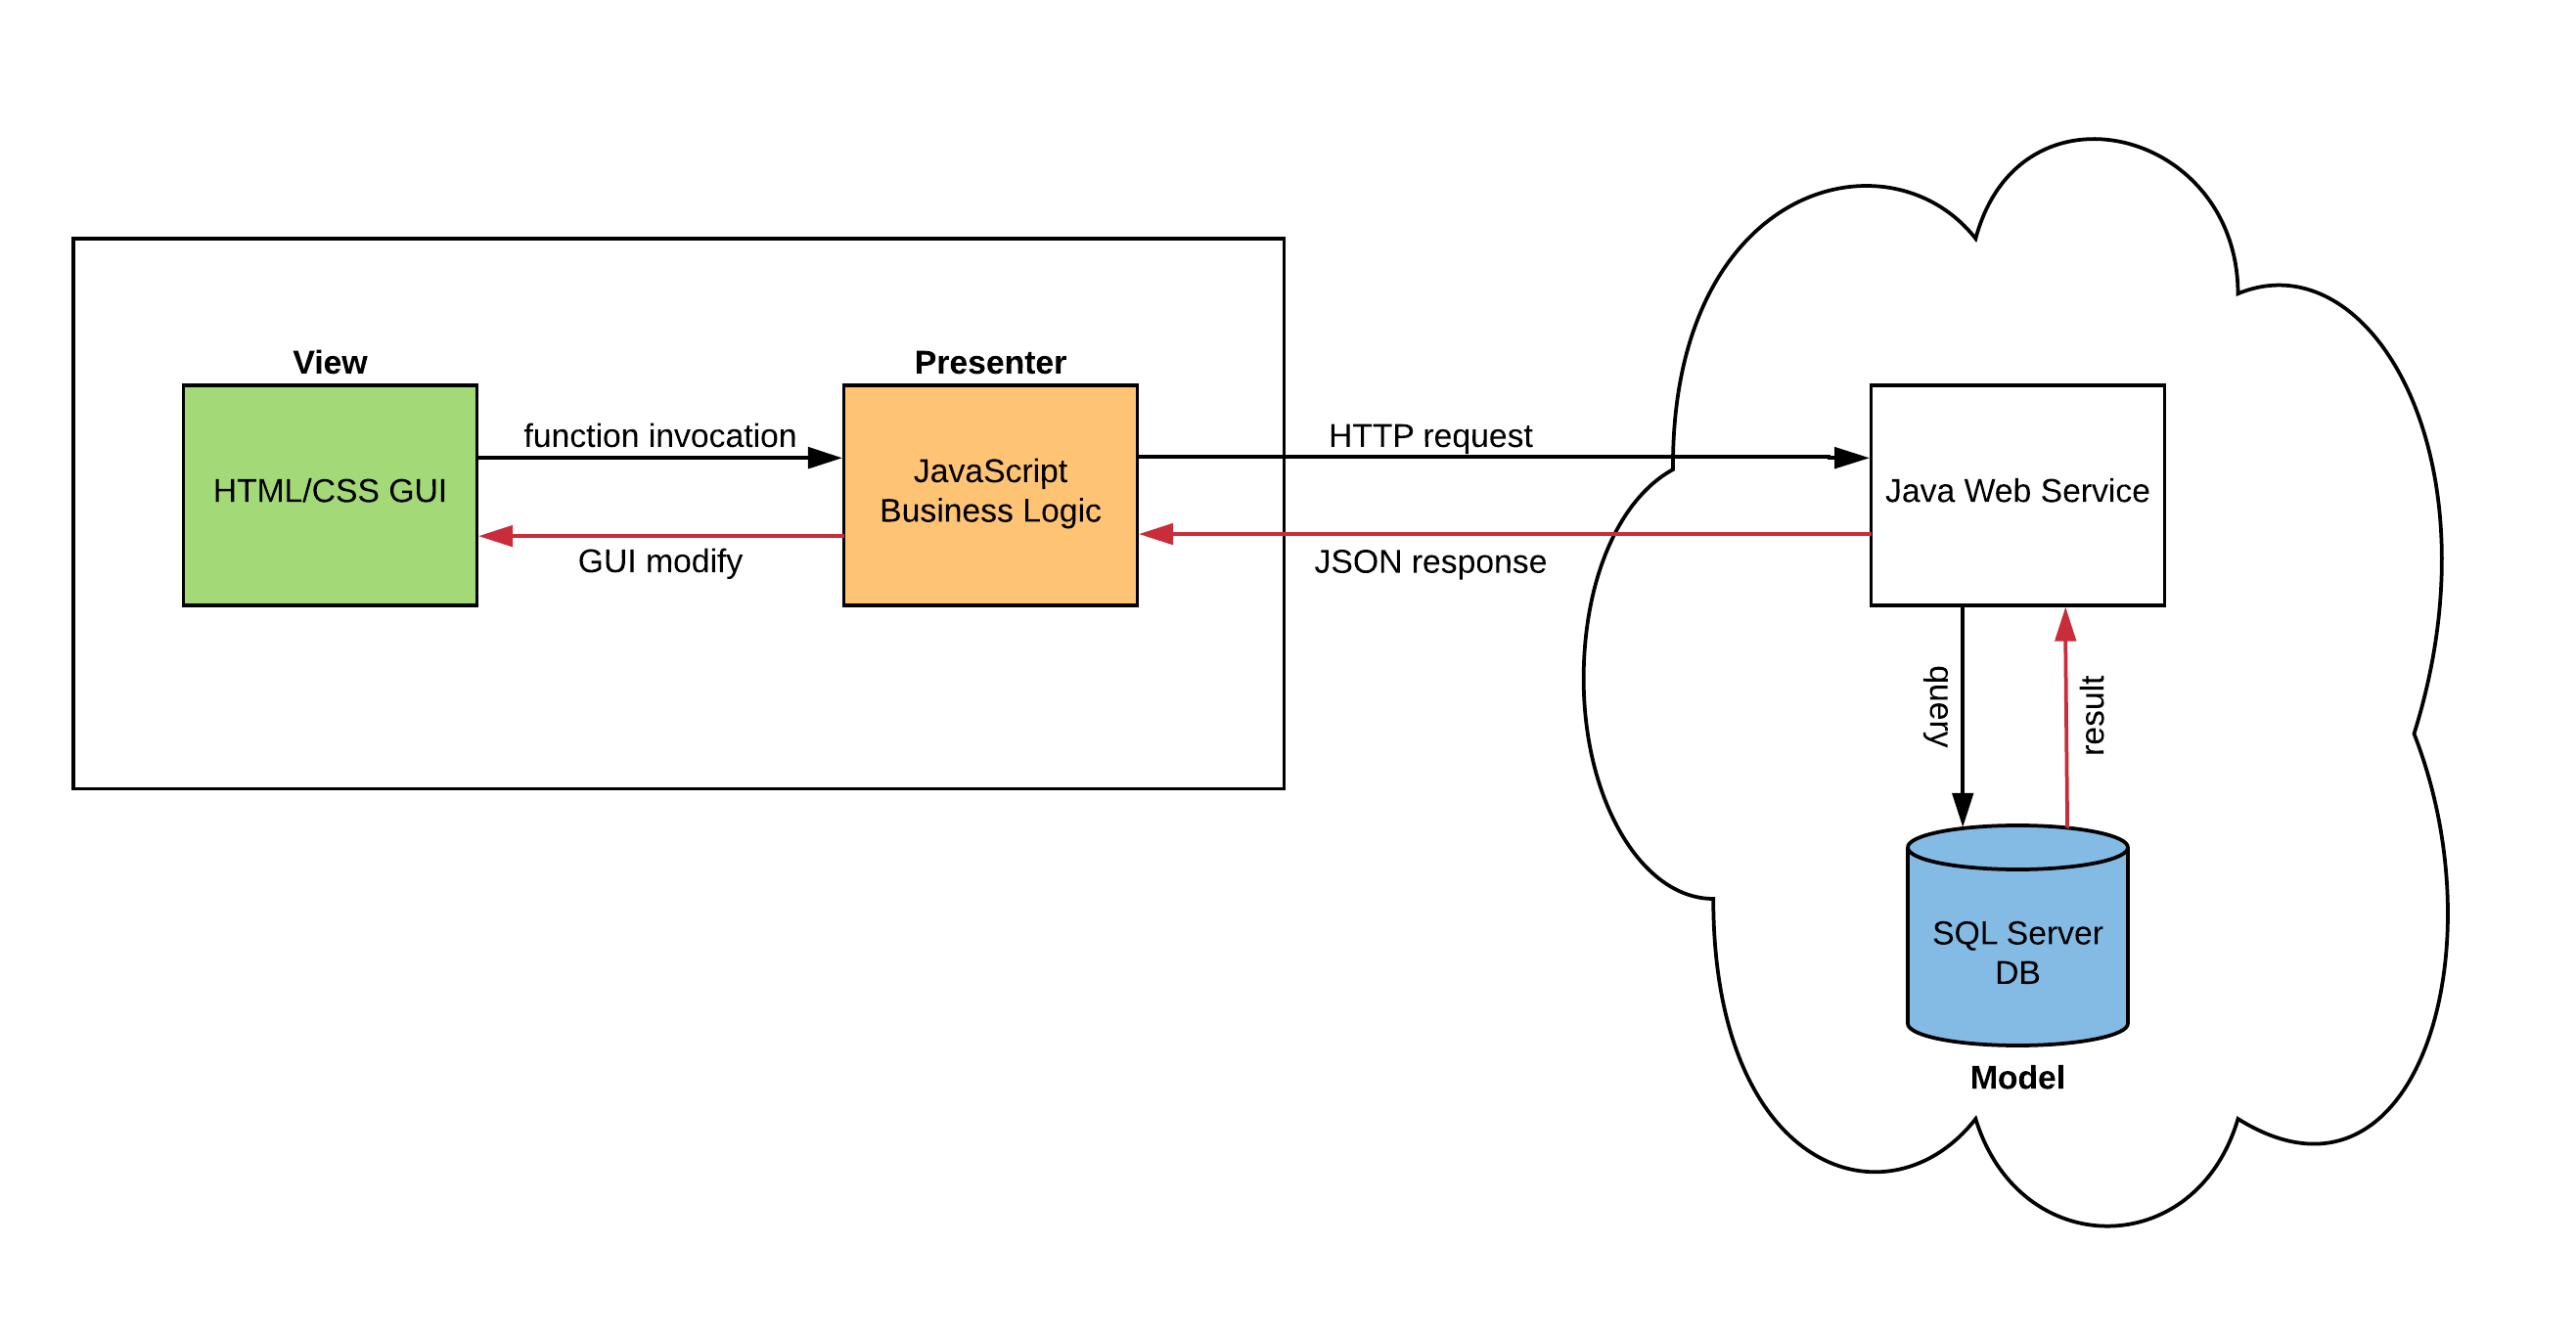 View
Presenter
function invocation
HTML/CSS GUI
JavaScript
Business Logic
GUI modify
HTTP request
JSON response
Java Web Service
query
result
SQL Server
DB
Model